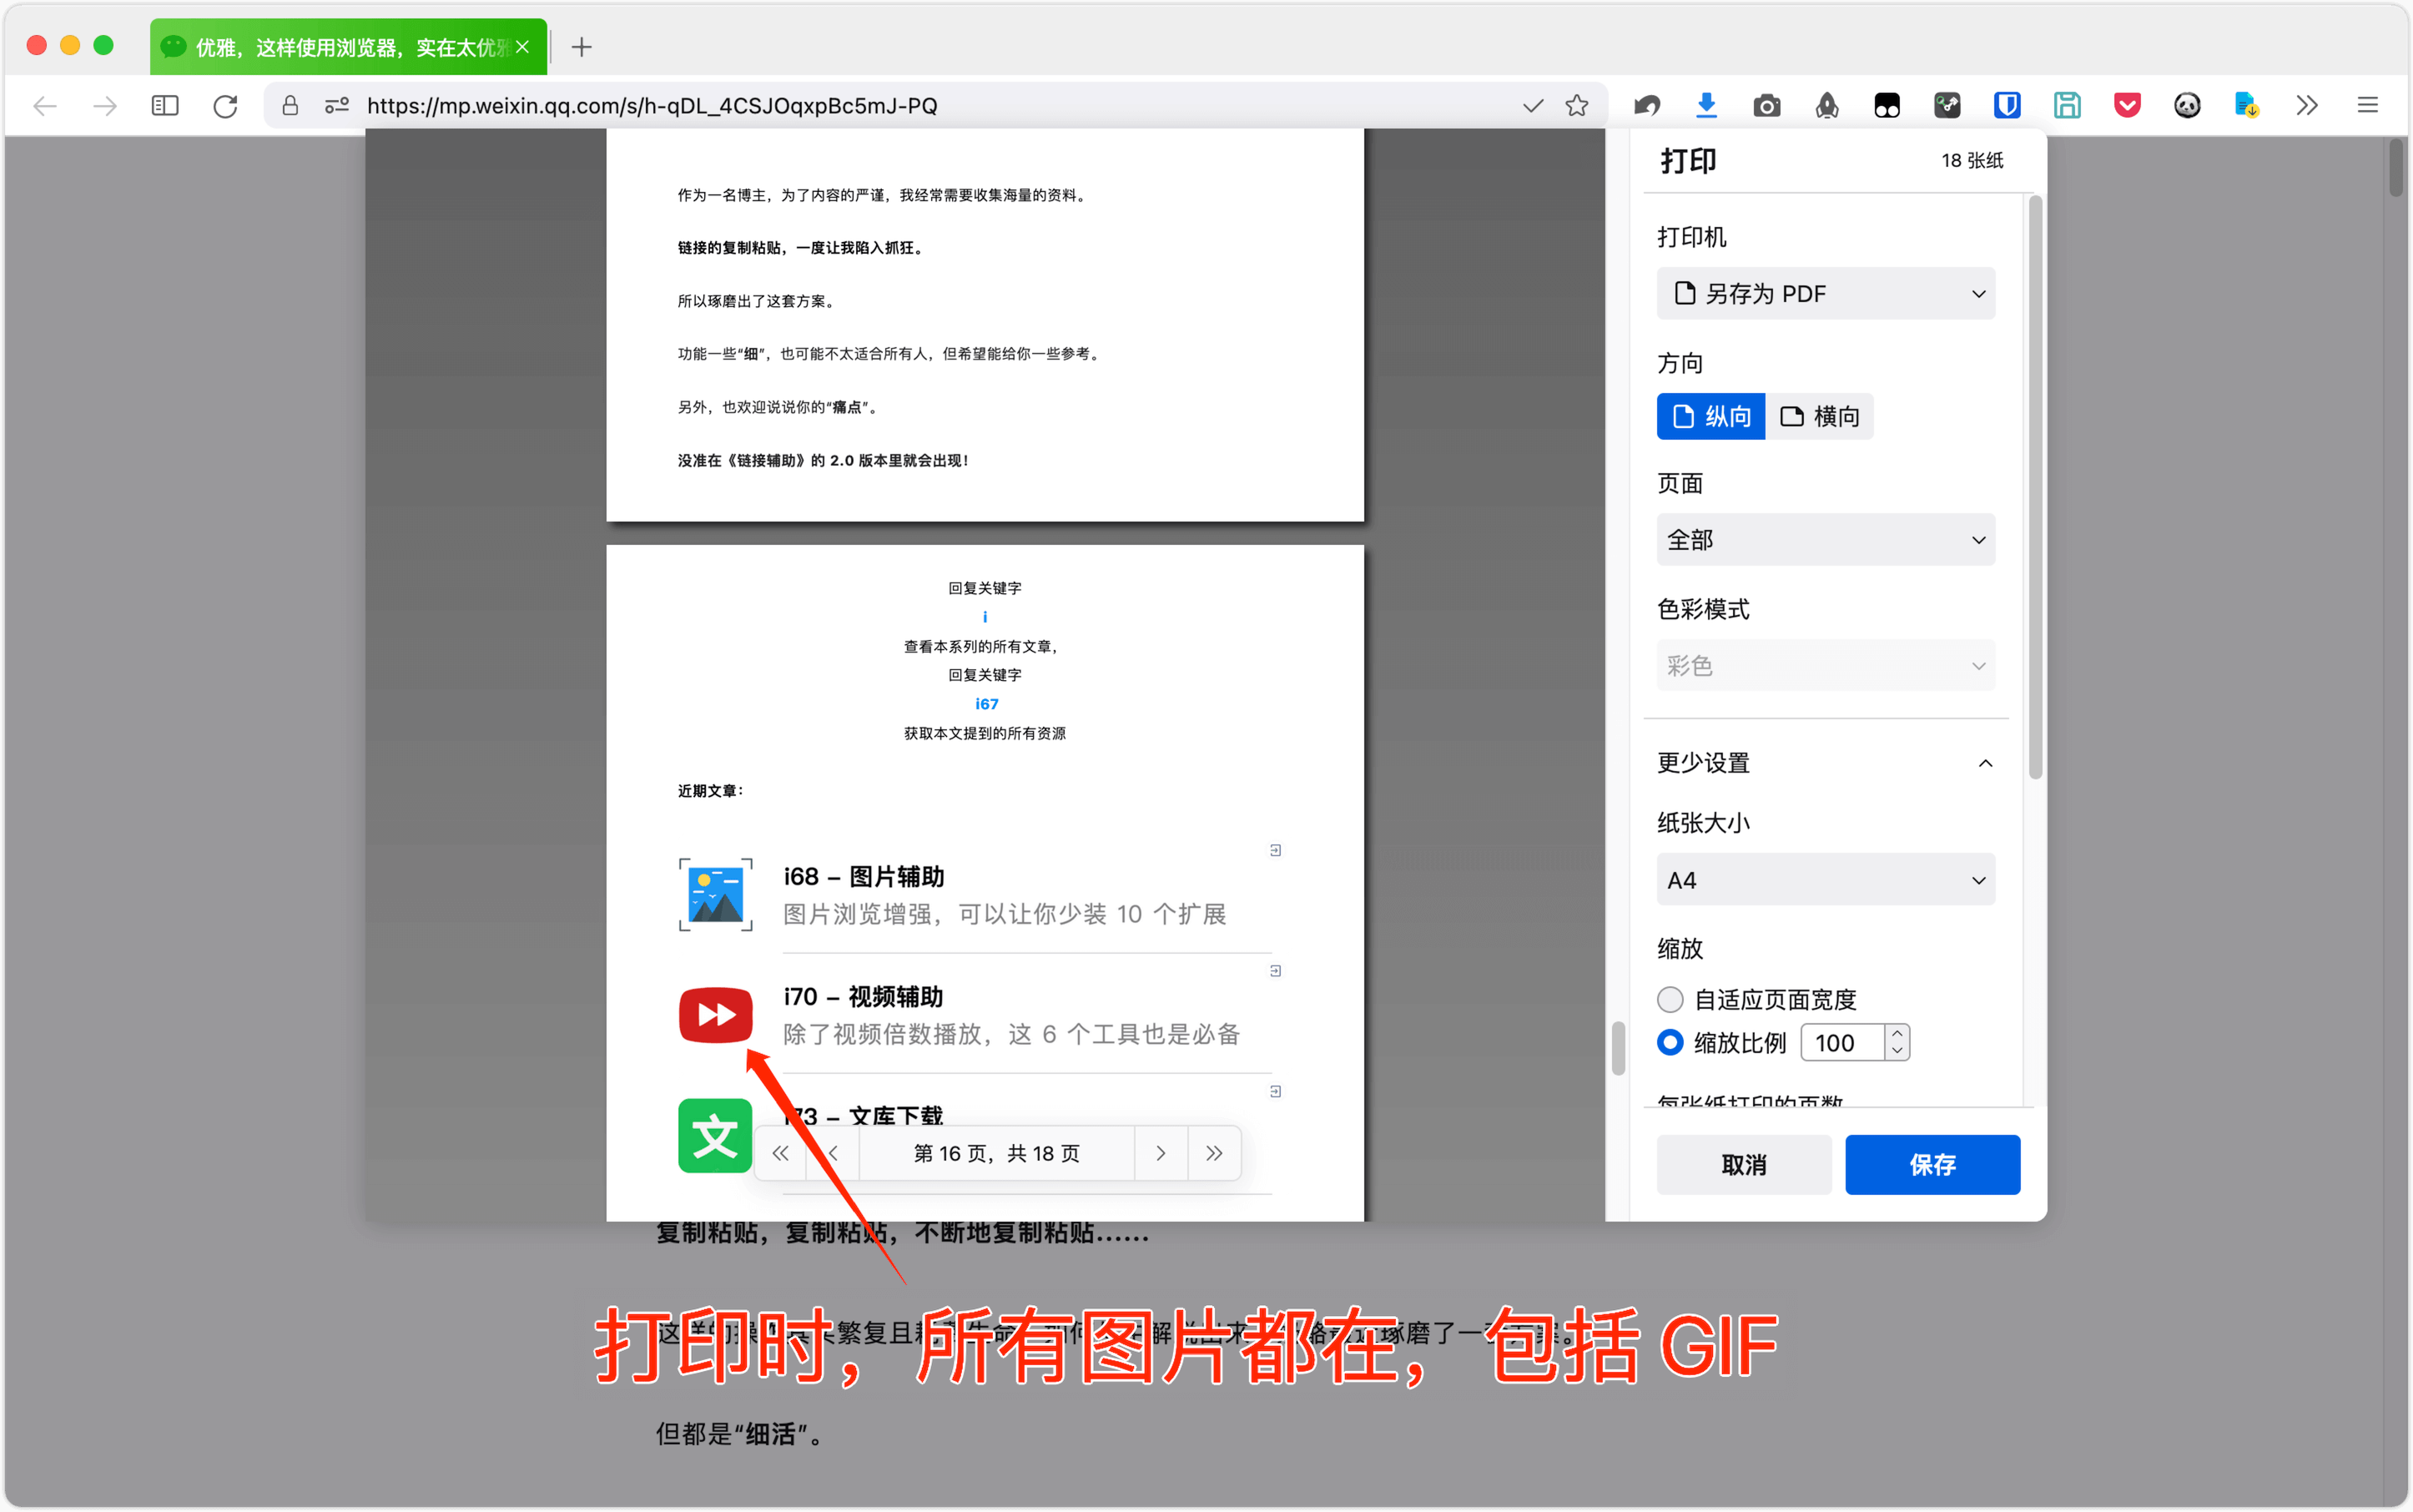 优雅，这样使用浏览器，实在太优雅
https://mp.weixin.qq.com/s/h-qDL_4CSJOqxpBc5mJ-PQ
作为一名博主，为了内容的严谨，我经常需要收集海量的资料。
链接的复制粘贴，一度让我陷入抓狂。
所以琢磨出了这套方案。
功能一些“细”，也可能不太适合所有人，但希望能给你一些参考。
另外，也欢迎说说你的“痛点”。
没准在《链接辅助》的 2.0 版本里就会出现！
回复关键字
i
查看本系列的所有文章，
回复关键字
i67
获取本文提到的所有资源
近期文章：
i68 – 图片辅助
图片浏览增强，可以让你少装 10 个扩展
i70 – 视频辅助
除了视频倍数播放，这 6 个工具也是必备
文
i73 – 文库下载
第 16 页，共 18 页
打印
18 张纸
打印机
另存为 PDF
方向
纵向
横向
页面
全部
色彩模式
彩色
更少设置
纸张大小
A4
缩放
自适应页面宽度
缩放比例
100
每张纸打印的页数
取消
保存
复制粘贴，复制粘贴，不断地复制粘贴……
打印时，所有图片都在，包括 GIF
但都是“细活”。